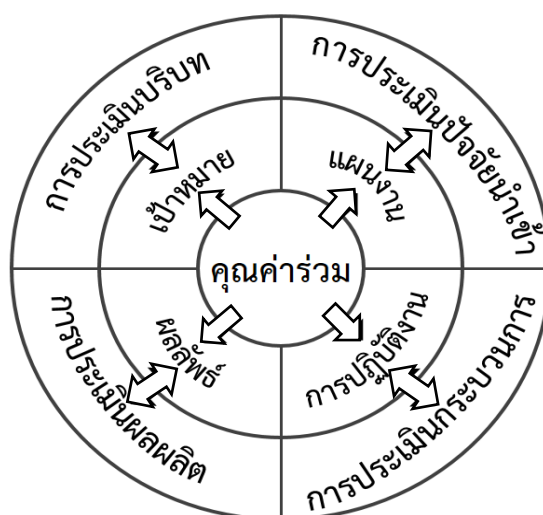 การประเมินบริบท
การประเมินปัจจัยนำเข้า
เป้าหมาย
แผนงาน
คุณค่าร่วม
ผลลัพธ์
การปฏิบัติงาน
การประเมินผลผลิต
การประเมินกระบวนการ